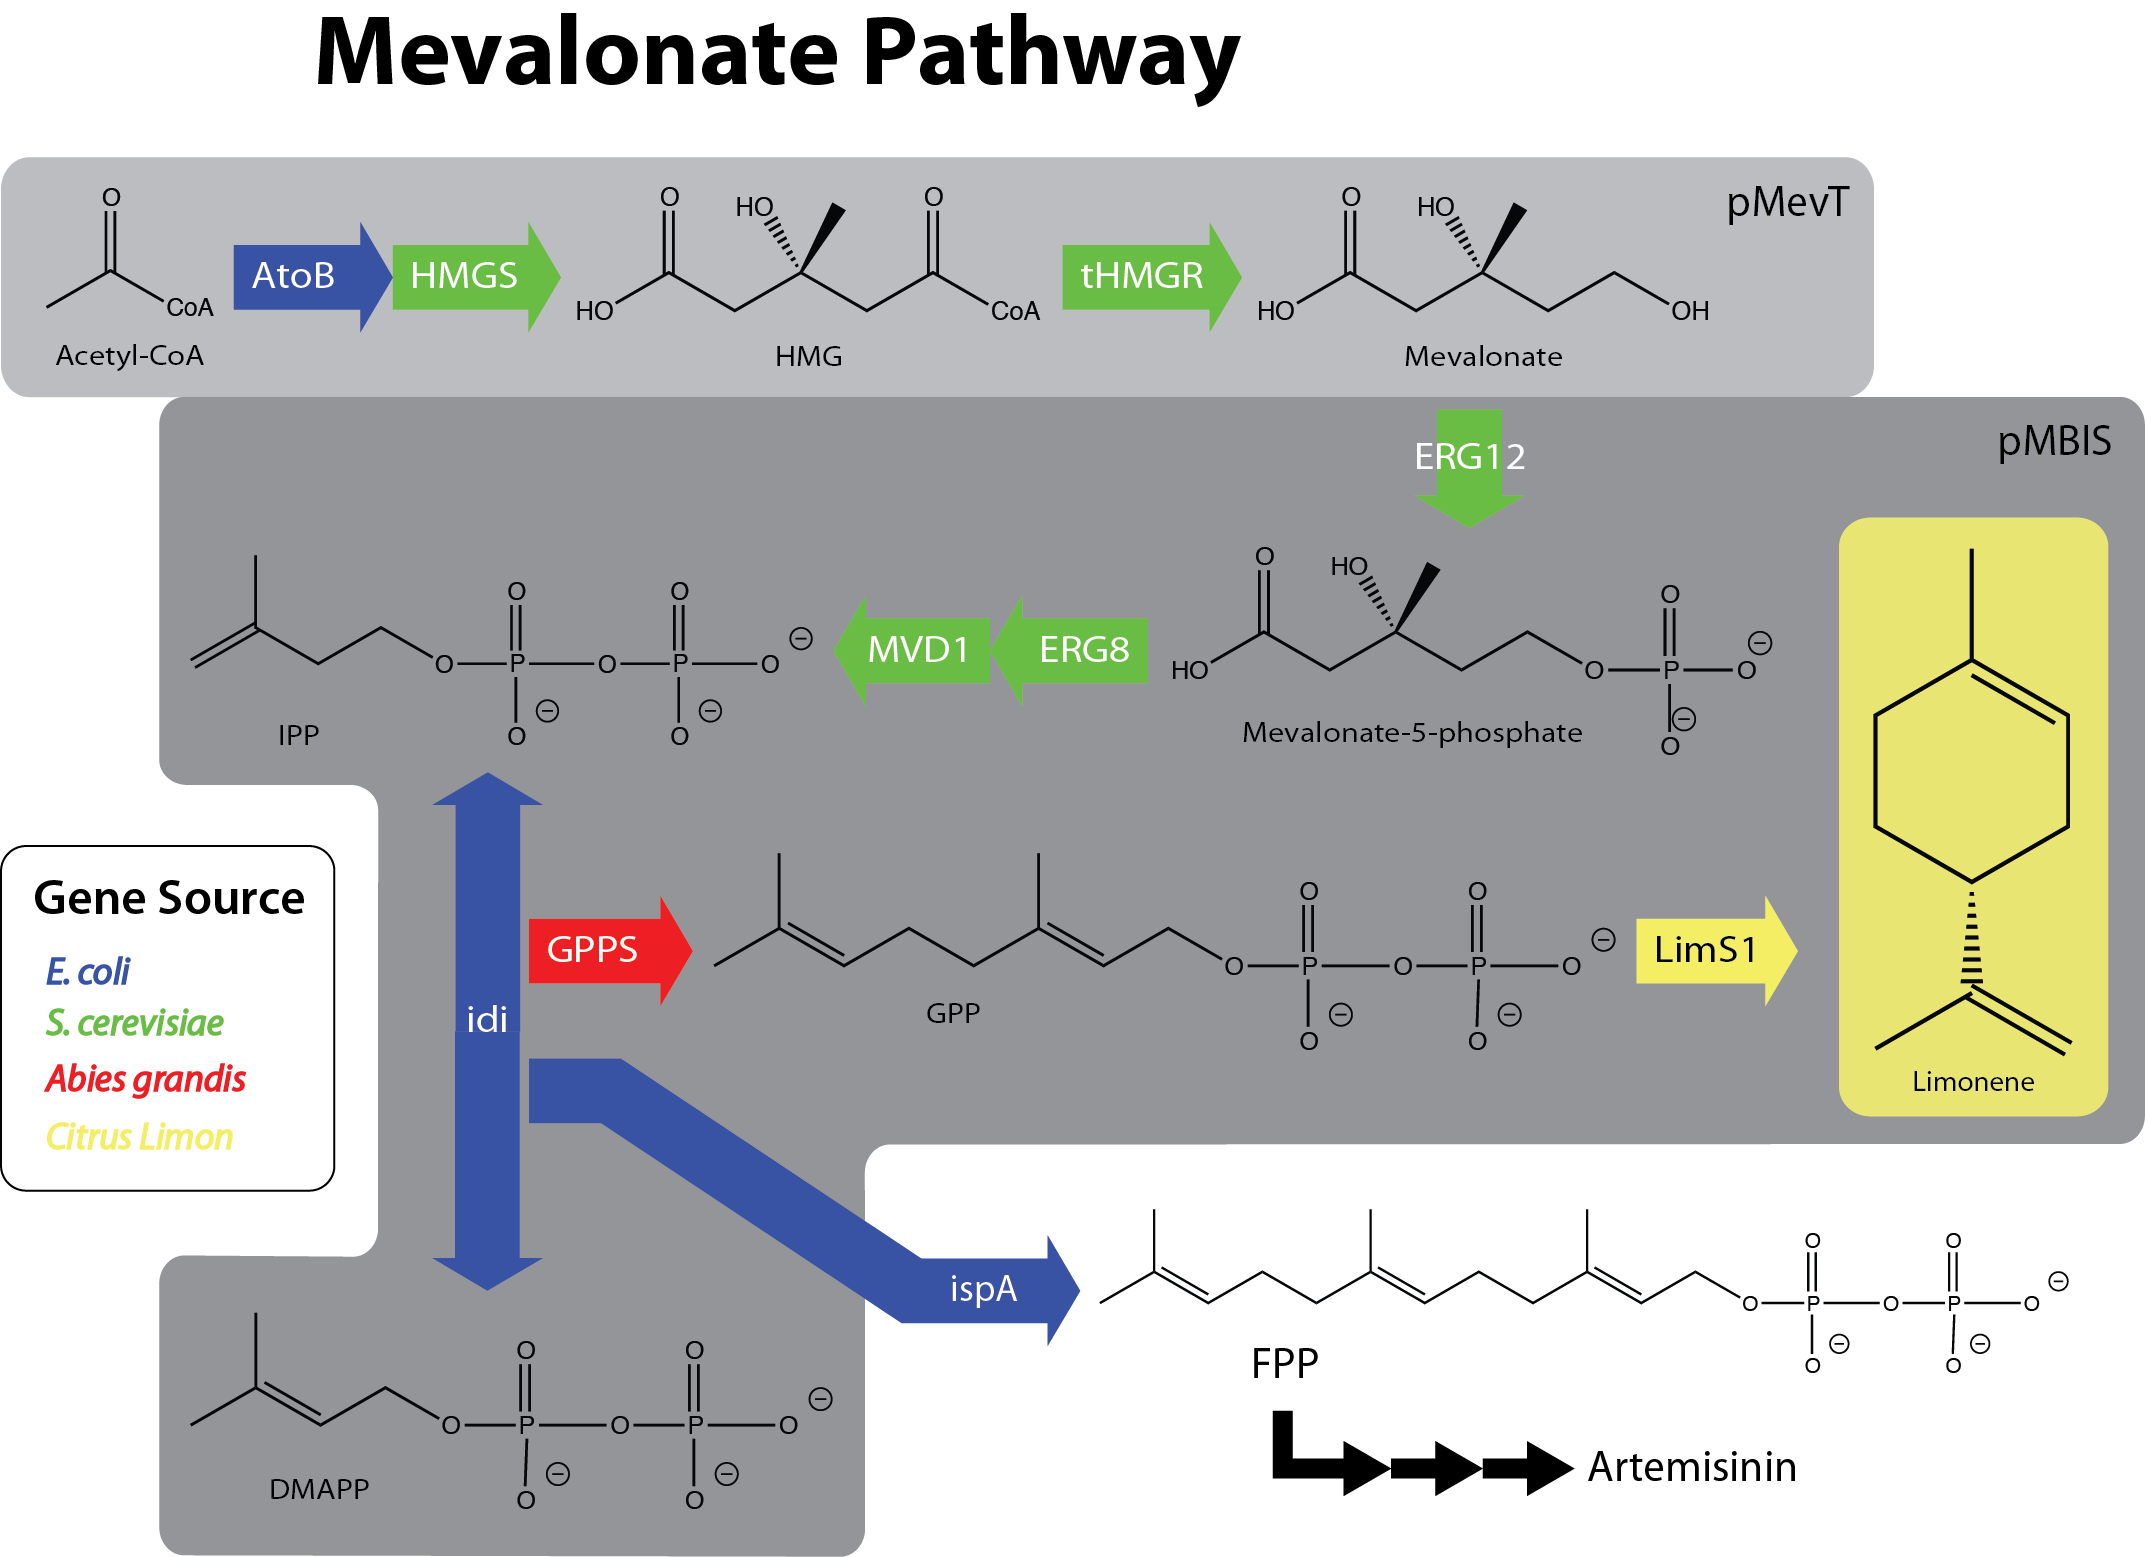 Mevalonate Pathway
pMevT
O
CoA
Acetyl-CoA
AtoB
HMGS
O
HO
O
HO
CoA
HMG
tHMGR
O
HO
HO
OH
Mevalonate
pMBIS
ERG12
O
HO
HO
O
O
P
O
O
Mevalonate-5-phosphate
ERG8
MVD1
O
O
O
P
O
P
O
O
O
IPP
idi
GPPS
O
O
O
P
O
P
O
O
O
GPP
LimS1
Limonene
Gene Source
E. coli
S. cerevisiae
Abies grandis
Citrus Limon
ispA
O
O
O
P
O
P
O
O
O
FPP
Artemisinin
O
O
O
P
O
P
O
O
O
DMAPP